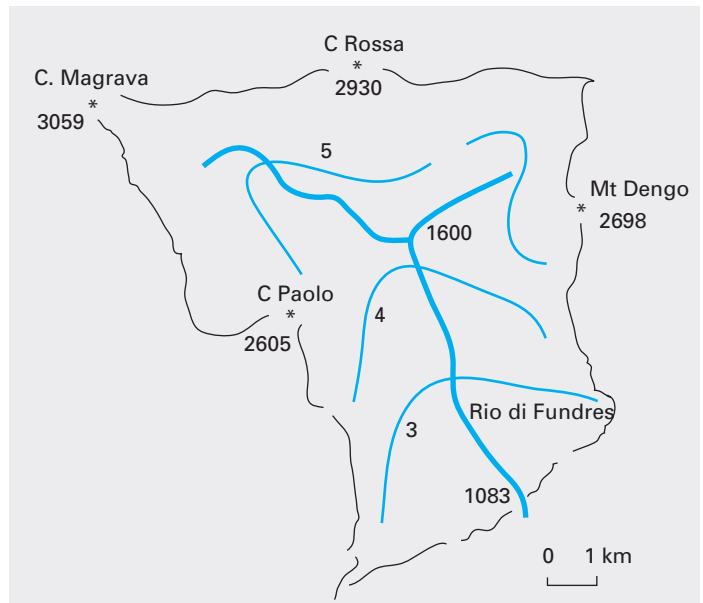 C Rossa
*
2930
C. Magrava
*
3059
5
Mt Dengo
*
2698
1600
C Paolo
*
2605
4
Rio di Fundres
3
1083
0 1 km